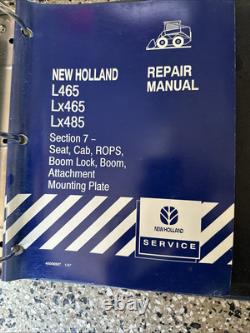 NEW HOLLAND
L465
Lx465
Lx485
Section 7 –
Seat, Cab, ROPS,
Boom Lock, Boom,
Attachment
Mounting Plate
REPAIR
MANUAL
NEW HOLLAND
SERVICE